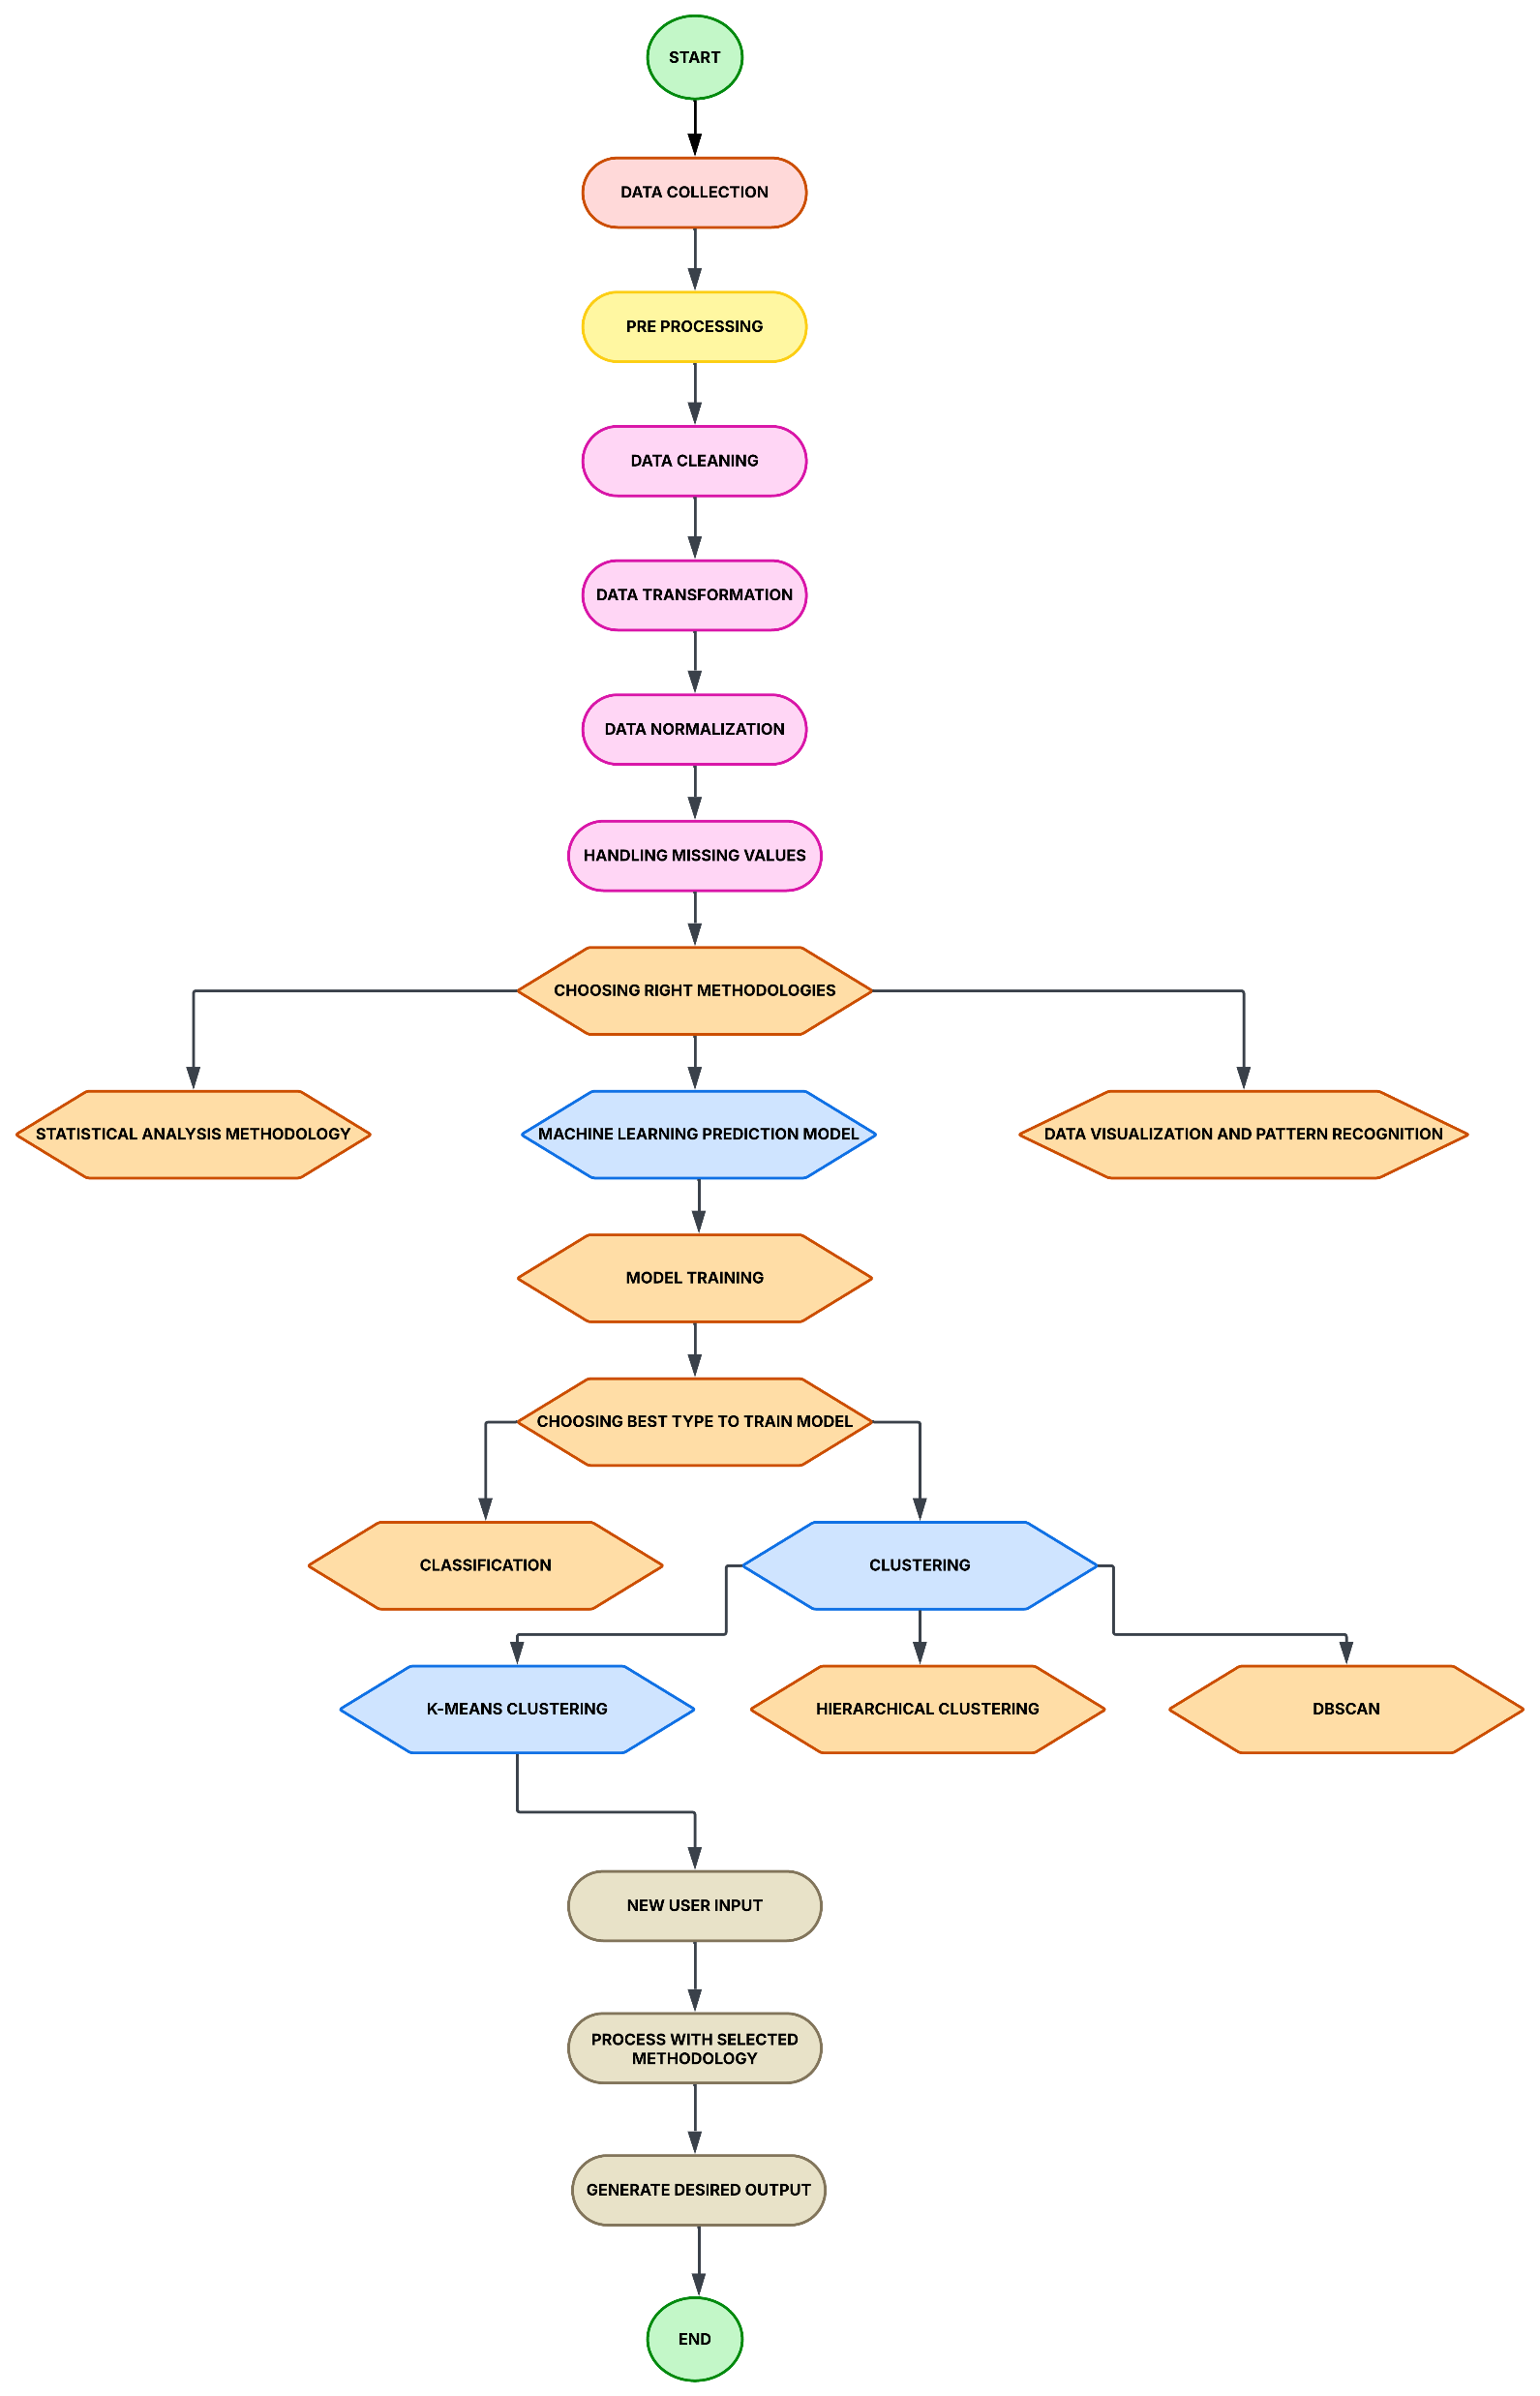 START
DATA COLLECTION
PRE PROCESSING
DATA CLEANING
DATA TRANSFORMATION
DATA NORMALIZATION
HANDLING MISSING VALUES
CHOOSING RIGHT METHODOLOGIES
STATISTICAL ANALYSIS METHODOLOGY
MACHINE LEARNING PREDICTION MODEL
DATA VISUALIZATION AND PATTERN RECOGNITION
MODEL TRAINING
CHOOSING BEST TYPE TO TRAIN MODEL
CLASSIFICATION
CLUSTERING
K-MEANS CLUSTERING
HIERARCHICAL CLUSTERING
DBSCAN
NEW USER INPUT
PROCESS WITH SELECTED
METHODOLOGY
GENERATE DESIRED OUTPUT
END